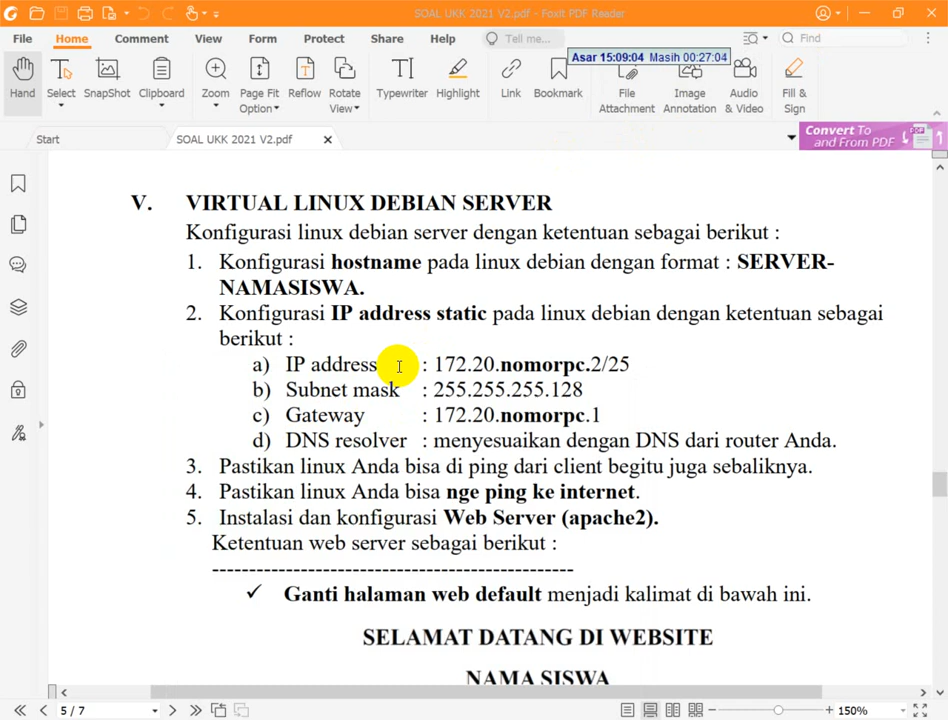 SOAL UKK 2021 V2.pdf - Foxit PDF Reader
File Home Comment View Form Protect Share Help Tell me... Find
Asar 15:09:04 Masih 00:27:04
Hand Select SnapShot Clipboard Zoom Page Fit Option Reflow Rotate View Typewriter Highlight Link Bookmark File Attachment Image Annotation Audio & Video Fill & Sign
Start SOAL UKK 2021 V2.pdf
Convert To
and From PDF
PDF
V. VIRTUAL LINUX DEBIAN SERVER
Konfigurasi linux debian server dengan ketentuan sebagai berikut :
1. Konfigurasi hostname pada linux debian dengan format : SERVER-
NAMASISWA.
2. Konfigurasi IP address static pada linux debian dengan ketentuan sebagai
berikut :
a) IP address : 172.20.nomorpc.2/25
b) Subnet mask : 255.255.255.128
c) Gateway : 172.20.nomorpc.1
d) DNS resolver : menyesuaikan dengan DNS dari router Anda.
3. Pastikan linux Anda bisa di ping dari client begitu juga sebaliknya.
4. Pastikan linux Anda bisa nge ping ke internet.
5. Instalasi dan konfigurasi Web Server (apache2).
Ketentuan web server sebagai berikut :
-------------------------------------------------
✓ Ganti halaman web default menjadi kalimat di bawah ini.
SELAMAT DATANG DI WEBSITE
NAMA SISWA
5 / 7 150%